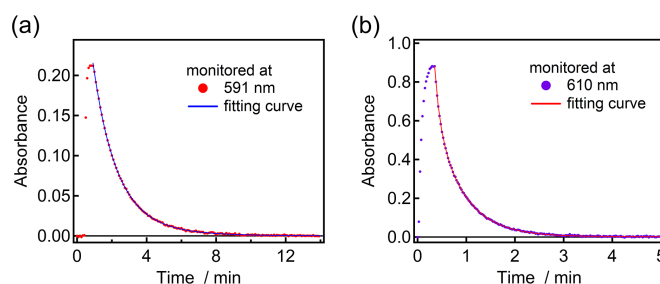 (a)
0.20
0.15
0.10
0.05
0.00
Absorbance
monitored at
591 nm
fitting curve
0
4
8
12
Time / min
(b)
1.0
0.8
0.6
0.4
0.2
0.0
Absorbance
monitored at
610 nm
fitting curve
0
1
2
3
4
5
Time / min